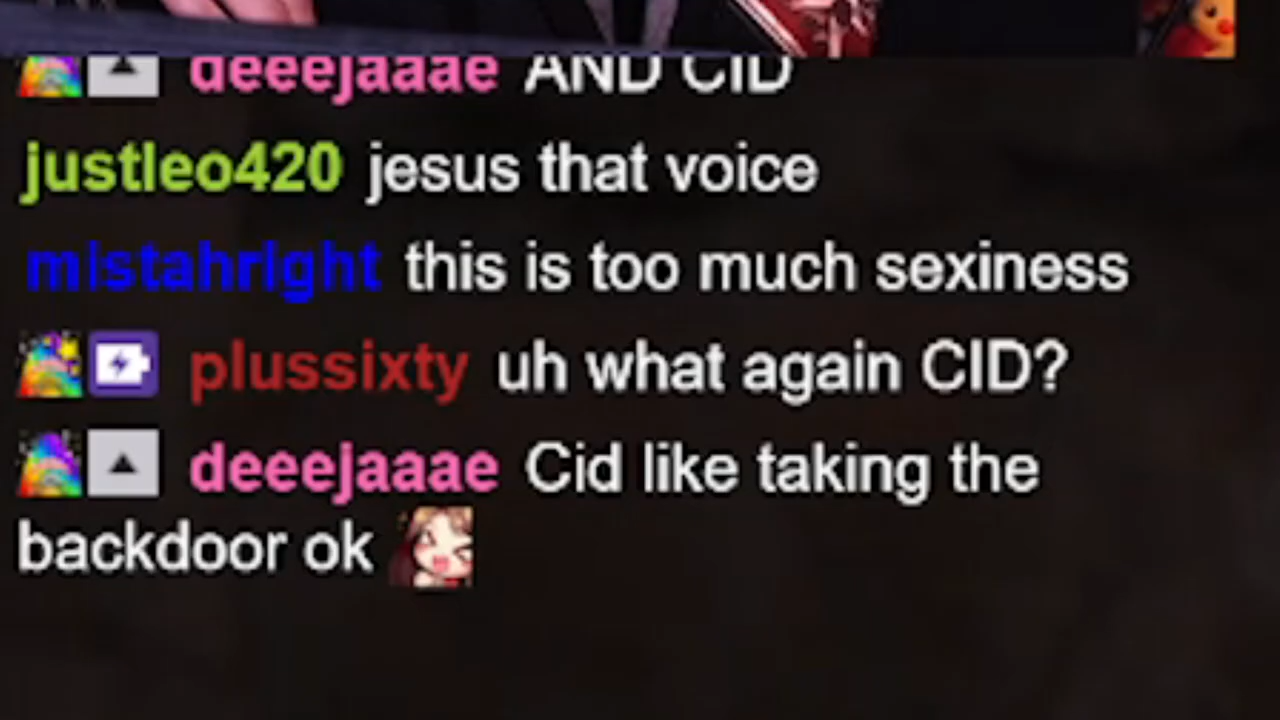 deeejaaae AND CID
justleo420 jesus that voice
mistahright this is too much sexiness
plussixty uh what again CID?
deeejaaae Cid like taking the
backdoor ok